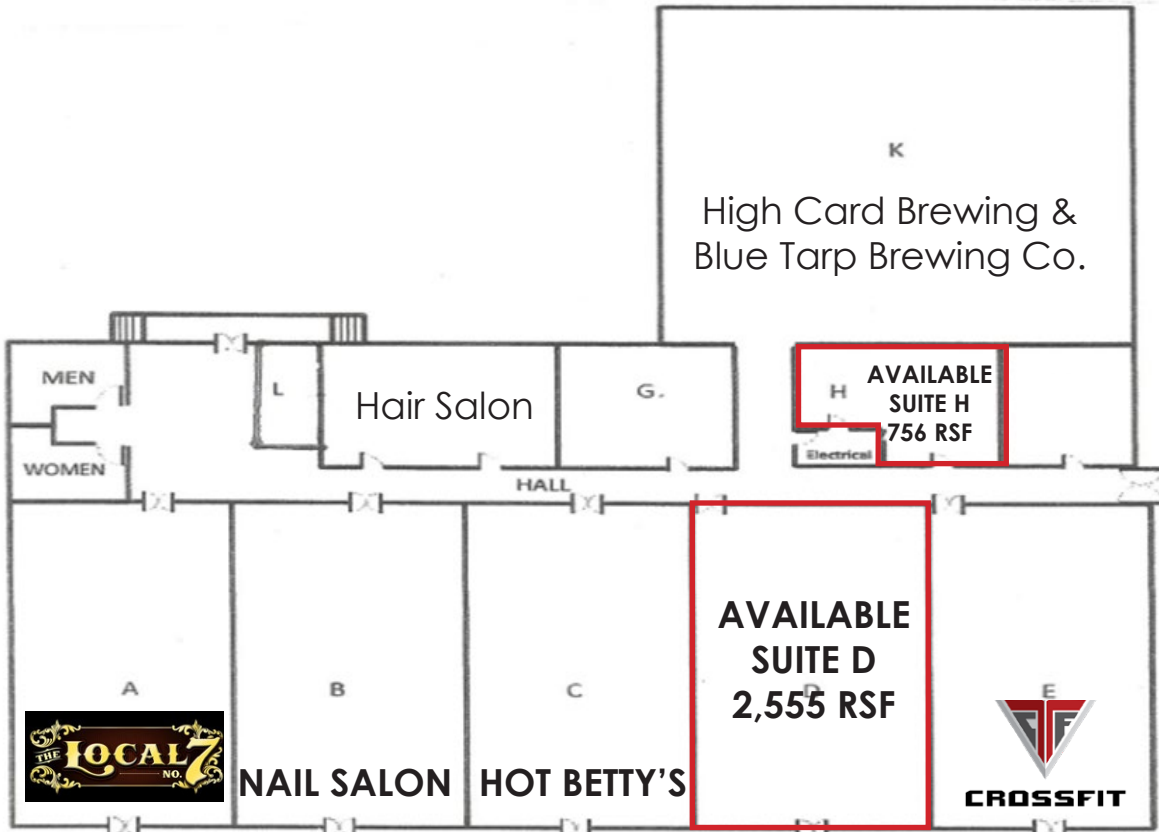 K
High Card Brewing &
Blue Tarp Brewing Co.
MEN
WOMEN
L
Hair Salon
G.
H
AVAILABLE
SUITE H
756 RSF
Electrical
HALL
A
THE LOCAL 7
NO.
B
NAIL SALON
C
HOT BETTY’S
AVAILABLE
SUITE D
D
2,555 RSF
E
CTF
CROSSFIT